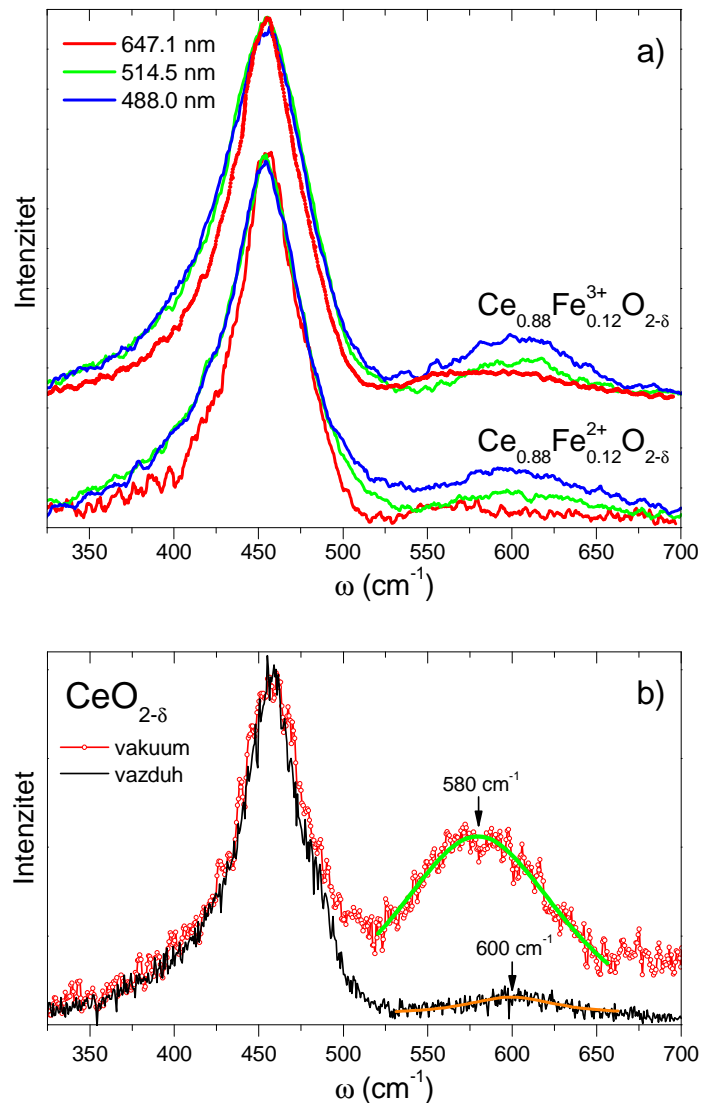 a)
647.1 nm
514.5 nm
488.0 nm
Intenzitet
Ce0.88Fe3+0.12O2-δ
Ce0.88Fe2+0.12O2-δ
350 400 450 500 550 600 650 700
ω (cm-1)
b)
CeO2-δ
vakuum
vazduh
580 cm-1
600 cm-1
Intenzitet
350 400 450 500 550 600 650 700
ω (cm-1)